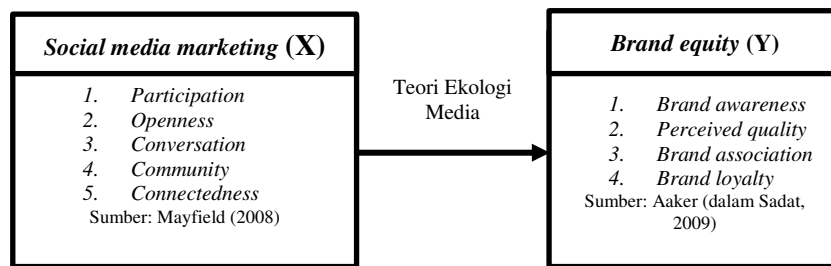 Social media marketing (X)
1. Participation
2. Openness
3. Conversation
4. Community
5. Connectedness
Sumber: Mayfield (2008)
Teori Ekologi
Media
Brand equity (Y)
1. Brand awareness
2. Perceived quality
3. Brand association
4. Brand loyalty
Sumber: Aaker (dalam Sadat,
2009)